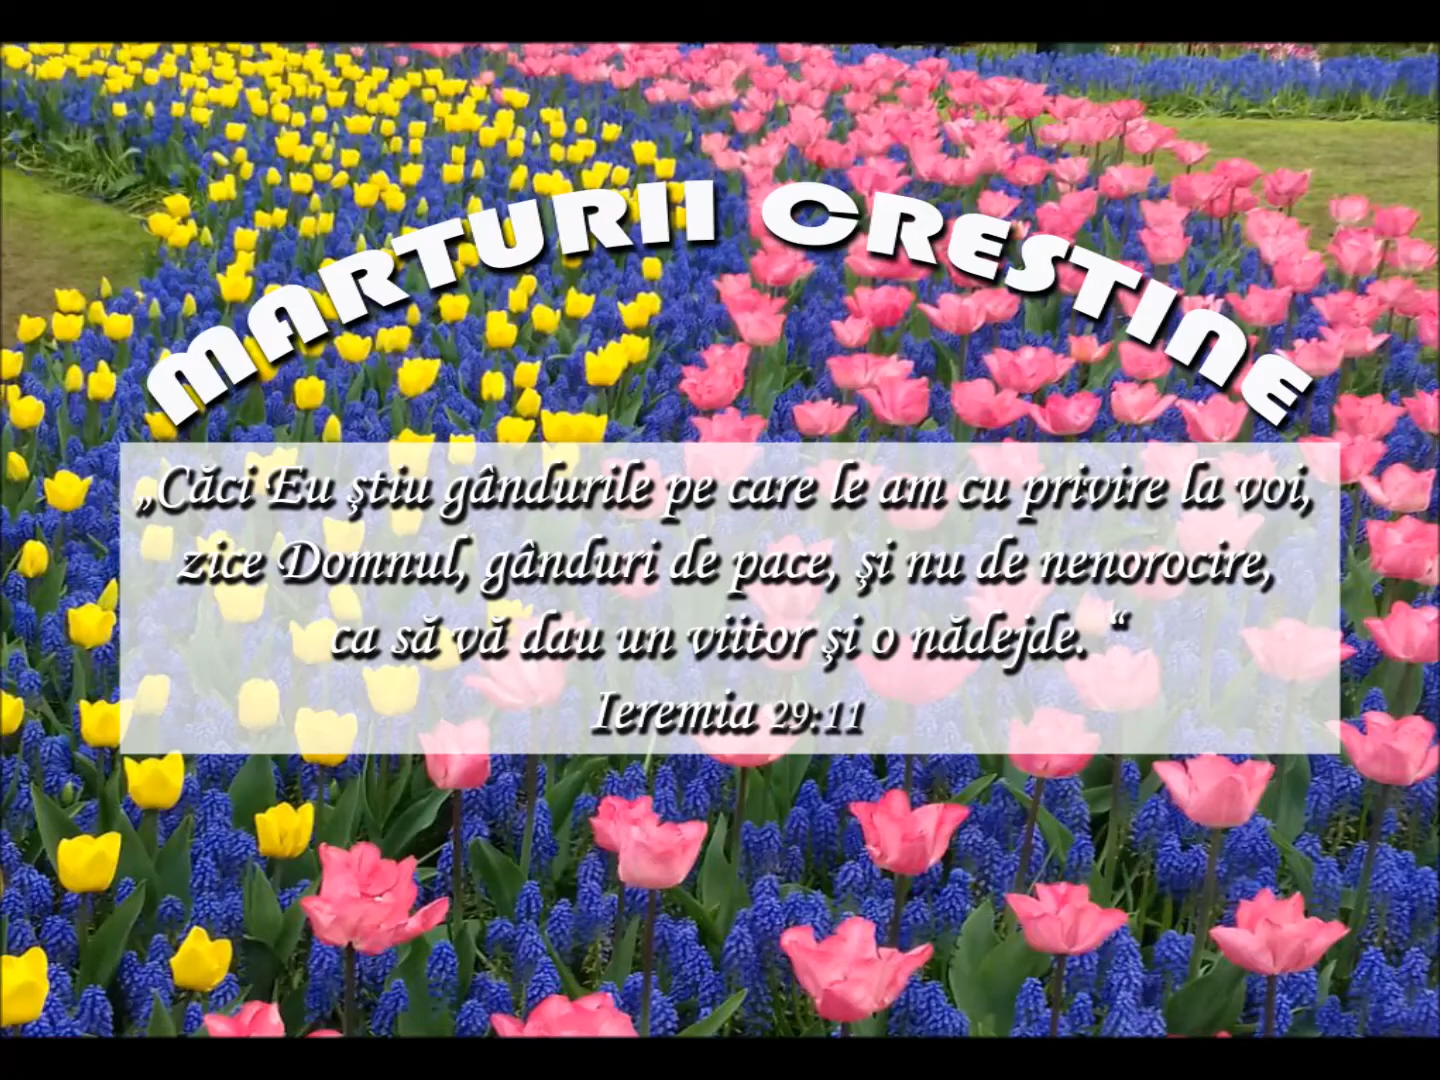 MARTURII CRESTINE
„Căci Eu ştiu gândurile pe care le am cu privire la voi,
zice Domnul, gânduri de pace, şi nu de nenorocire,
ca să vă dau un viitor şi o nădejde. “
Ieremia 29:11